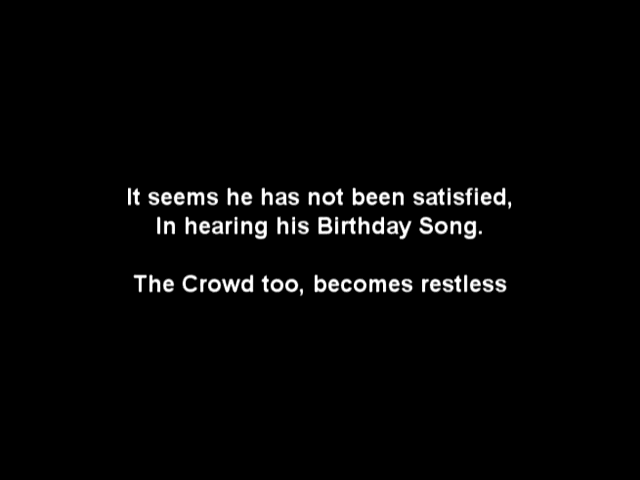 It seems he has not been satisfied,
In hearing his Birthday Song.
The Crowd too, becomes restless